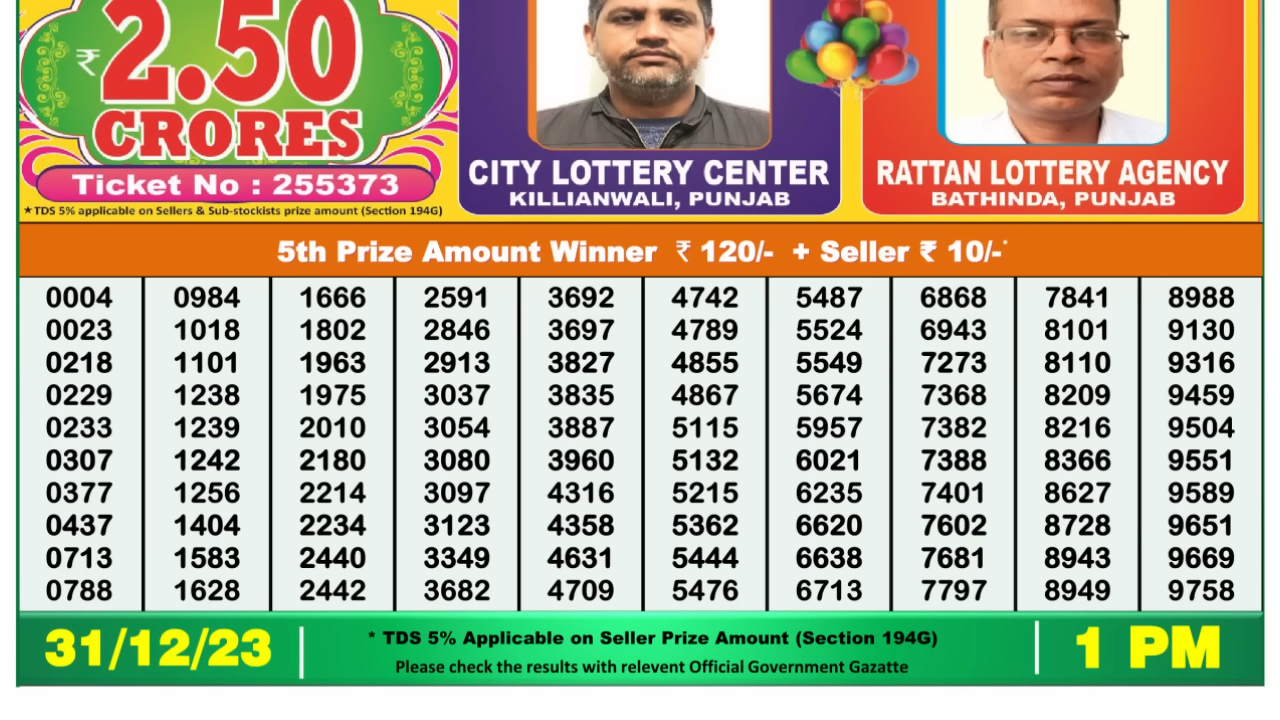 ₹ 2.50
CRORES
Ticket No : 255373
★TDS 5% applicable on Sellers & Sub-stockists prize amount (Section 194G)
CITY LOTTERY CENTER
KILLIANWALI, PUNJAB
RATTAN LOTTERY AGENCY
BATHINDA, PUNJAB
5th Prize Amount Winner ₹ 120/- + Seller ₹ 10/-*
0004 0984 1666 2591 3692 4742 5487 6868 7841 8988
0023 1018 1802 2846 3697 4789 5524 6943 8101 9130
0218 1101 1963 2913 3827 4855 5549 7273 8110 9316
0229 1238 1975 3037 3835 4867 5674 7368 8209 9459
0233 1239 2010 3054 3887 5115 5957 7382 8216 9504
0307 1242 2180 3080 3960 5132 6021 7388 8366 9551
0377 1256 2214 3097 4316 5215 6235 7401 8627 9589
0437 1404 2234 3123 4358 5362 6620 7602 8728 9651
0713 1583 2440 3349 4631 5444 6638 7681 8943 9669
0788 1628 2442 3682 4709 5476 6713 7797 8949 9758
31/12/23
* TDS 5% Applicable on Seller Prize Amount (Section 194G)
Please check the results with relevent Official Government Gazatte
1 PM